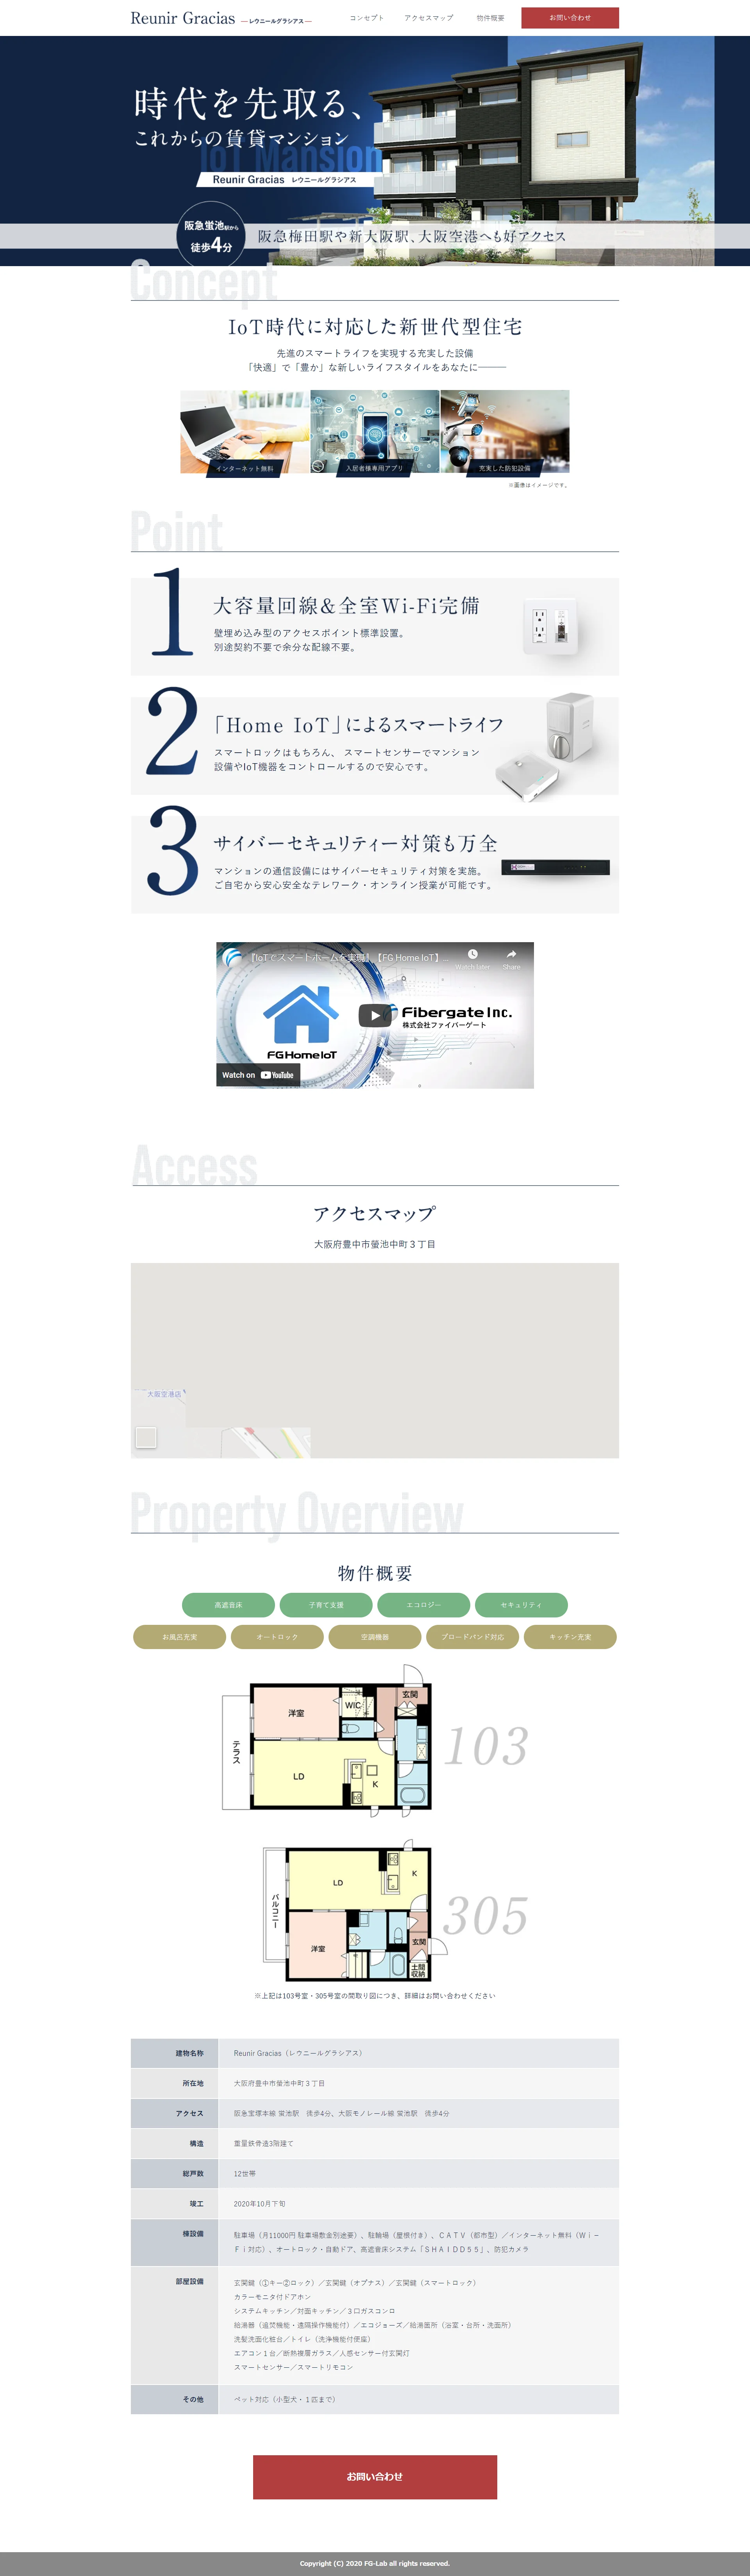 Reunir Gracias ― レウニールグラシアス ―
コンセプト
アクセスマップ
物件概要
お問い合わせ
時代を先取る、
これからの賃貸マンション
IoT Mansion
Reunir Gracias レウニールグラシアス
阪急蛍池駅から
徒歩4分
阪急梅田駅や新大阪駅、大阪空港へも好アクセス
Concept
IoT時代に対応した新世代型住宅
先進のスマートライフを実現する充実した設備
「快適」で「豊か」な新しいライフスタイルをあなたに―――
インターネット無料
入居者様専用アプリ
充実した防犯設備
※画像はイメージです。
Point
1
大容量回線&全室Wi-Fi完備
壁埋め込み型のアクセスポイント標準設置。
別途契約不要で余分な配線不要。
2
「Home IoT」によるスマートライフ
スマートロックはもちろん、スマートセンサーでマンション
設備やIoT機器をコントロールするので安心です。
3
サイバーセキュリティー対策も万全
マンションの通信設備にはサイバーセキュリティ対策を実施。
ご自宅から安心安全なテレワーク・オンライン授業が可能です。
『IoTでスマートホームを実現』【FG Home IoT】...
Watch later
Share
FG Home IoT
Fibergate Inc.
株式会社ファイバーゲート
Watch on YouTube
Access
アクセスマップ
大阪府豊中市螢池中町３丁目
大阪空港店
Property Overview
物件概要
高遮音床
子育て支援
エコロジー
セキュリティ
お風呂充実
オートロック
空調機器
ブロードバンド対応
キッチン充実
洋室
WIC
玄関
テラス
LD
K
103
LD
K
バルコニー
洋室
玄関
土間
収納
305
※上記は103号室・305号室の間取り図につき、詳細はお問い合わせください
建物名称
Reunir Gracias（レウニールグラシアス）
所在地
大阪府豊中市螢池中町３丁目
アクセス
阪急宝塚本線 蛍池駅　徒歩4分、大阪モノレール線 蛍池駅　徒歩4分
構造
重量鉄骨造3階建て
総戸数
12世帯
竣工
2020年10月下旬
棟設備
駐車場（月11000円 駐車場敷金別途要）、駐輪場（屋根付き）、ＣＡＴＶ（都市型）／インターネット無料（Ｗｉ－
Ｆｉ対応）、オートロック・自動ドア、高遮音床システム「ＳＨＡＩＤＤ５５」、防犯カメラ
部屋設備
玄関鍵（①キー②ロック）／玄関鍵（オプナス）／玄関鍵（スマートロック）
カラーモニタ付ドアホン
システムキッチン／対面キッチン／３口ガスコンロ
給湯器（追焚機能・遠隔操作機能付）／エコジョーズ／給湯箇所（浴室・台所・洗面所）
洗髪洗面化粧台／トイレ（洗浄機能付便座）
エアコン１台／断熱複層ガラス／人感センサー付玄関灯
スマートセンサー／スマートリモコン
その他
ペット対応（小型犬・１匹まで）
お問い合わせ
Copyright (C) 2020 FG-Lab all rights reserved.